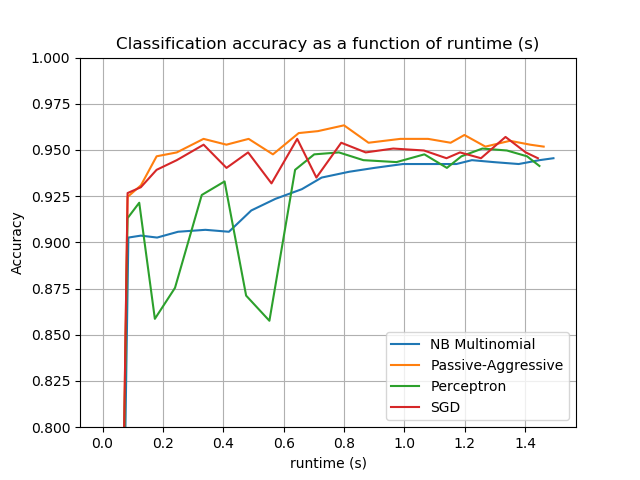 Classification accuracy as a function of runtime (s)
1.000
0.975
0.950
0.925
0.900
0.875
0.850
0.825
0.800
Accuracy
0.0 0.2 0.4 0.6 0.8 1.0 1.2 1.4
runtime (s)
NB Multinomial
Passive-Aggressive
Perceptron
SGD